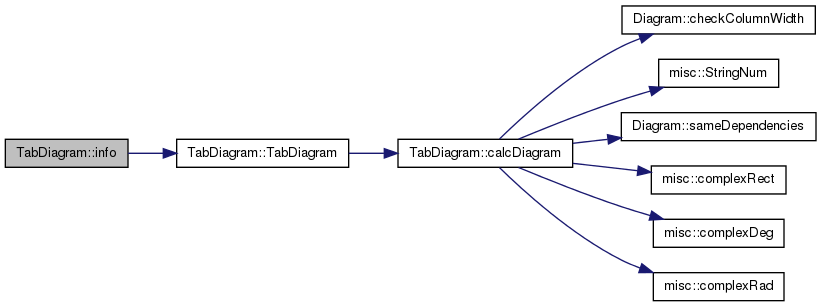 Diagram::checkColumnWidth
misc::StringNum
Diagram::sameDependencies
TabDiagram::info
TabDiagram::TabDiagram
TabDiagram::calcDiagram
misc::complexRect
misc::complexDeg
misc::complexRad